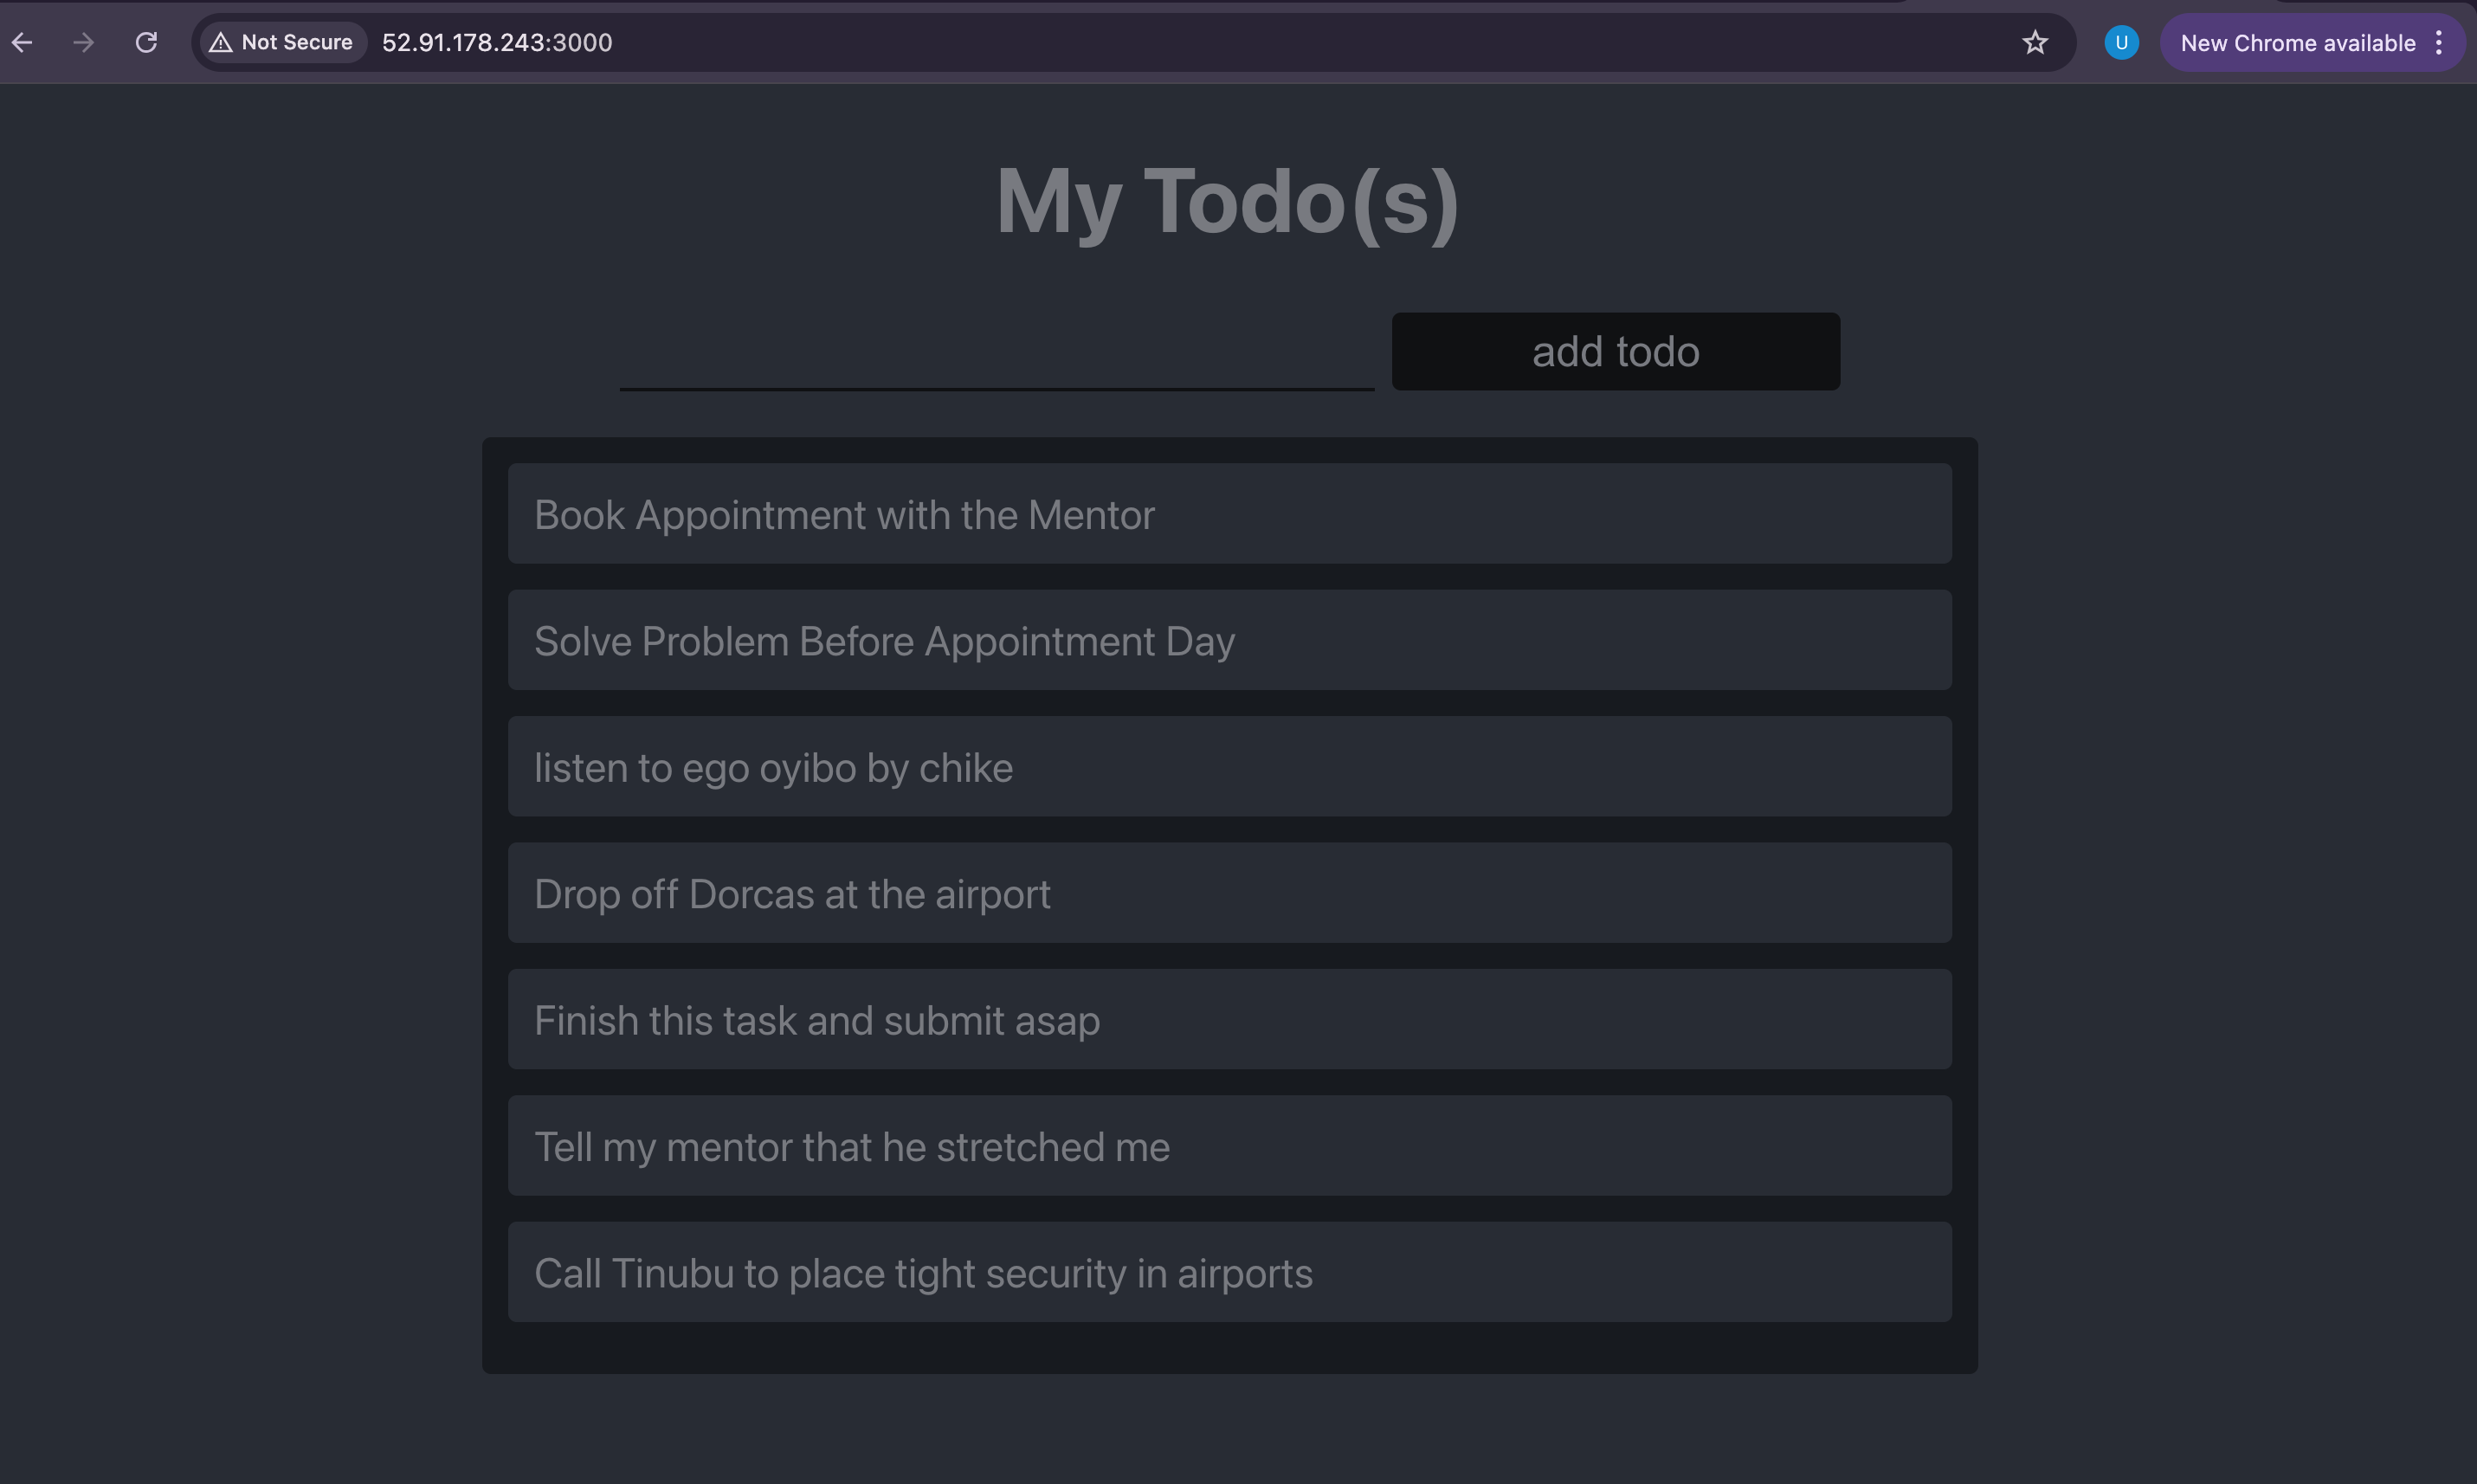 Not Secure 52.91.178.243:3000 U New Chrome available
My Todo(s)
add todo
Book Appointment with the Mentor
Solve Problem Before Appointment Day
listen to ego oyibo by chike
Drop off Dorcas at the airport
Finish this task and submit asap
Tell my mentor that he stretched me
Call Tinubu to place tight security in airports